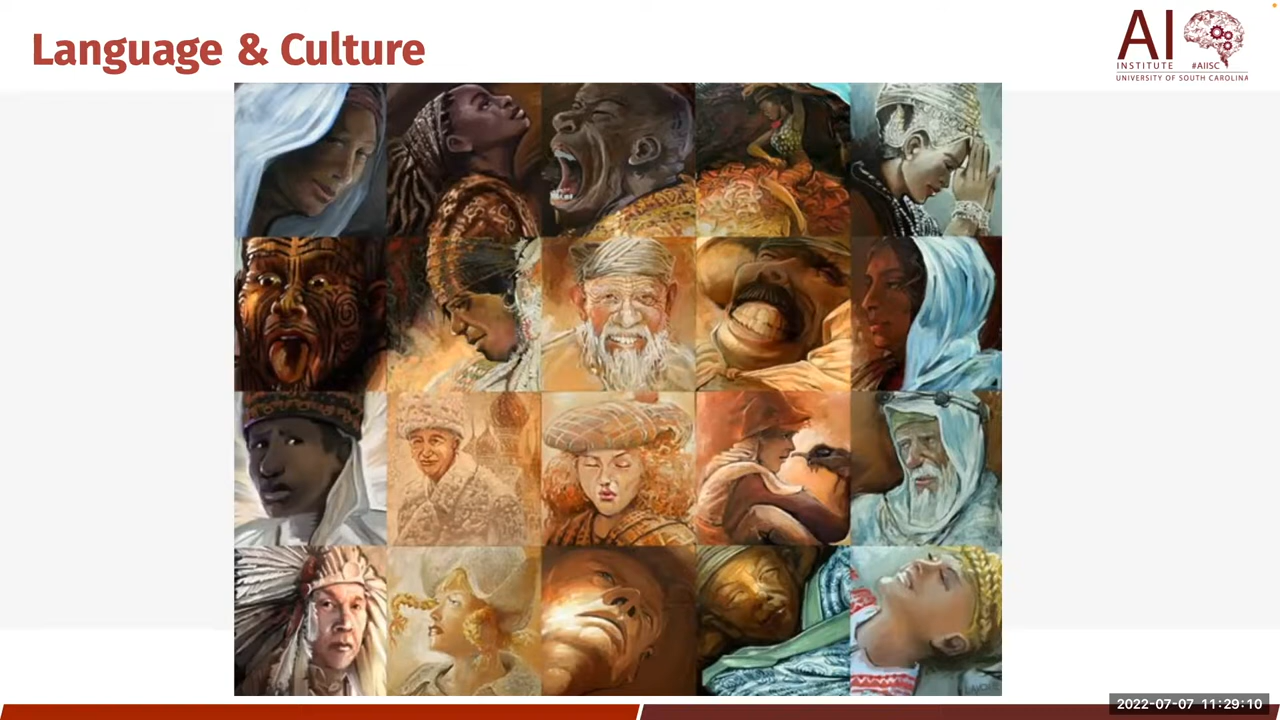 Language & Culture
AI
INSTITUTE #AIISC
UNIVERSITY OF SOUTH CAROLINA
2022-07-07 11:29:10